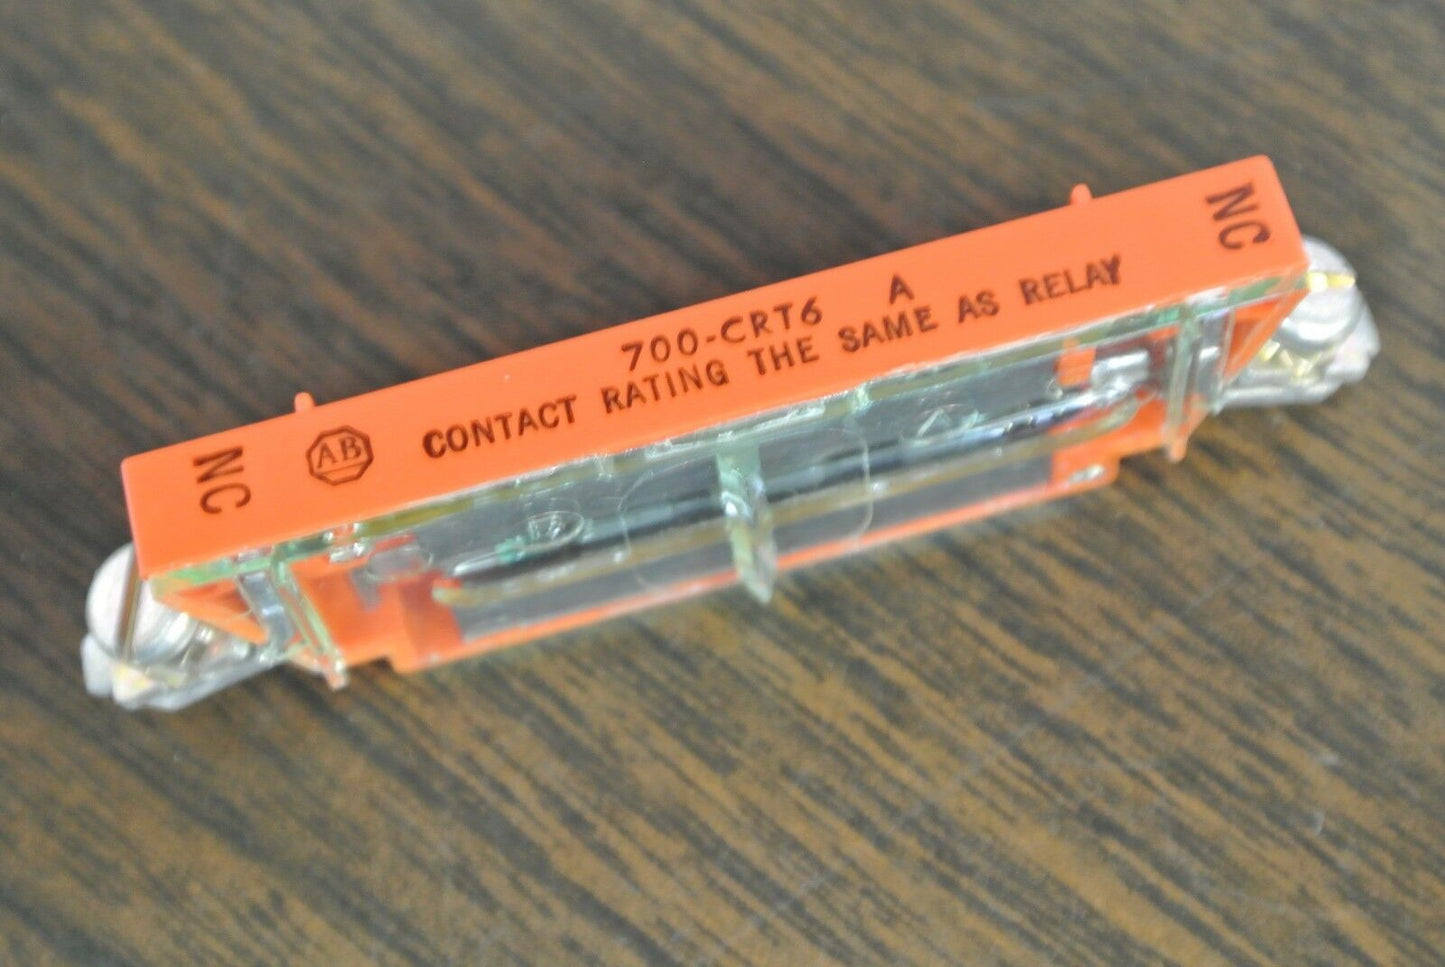 NC
AB
700-CRT6 A
CONTACT RATING THE SAME AS RELAY
NC